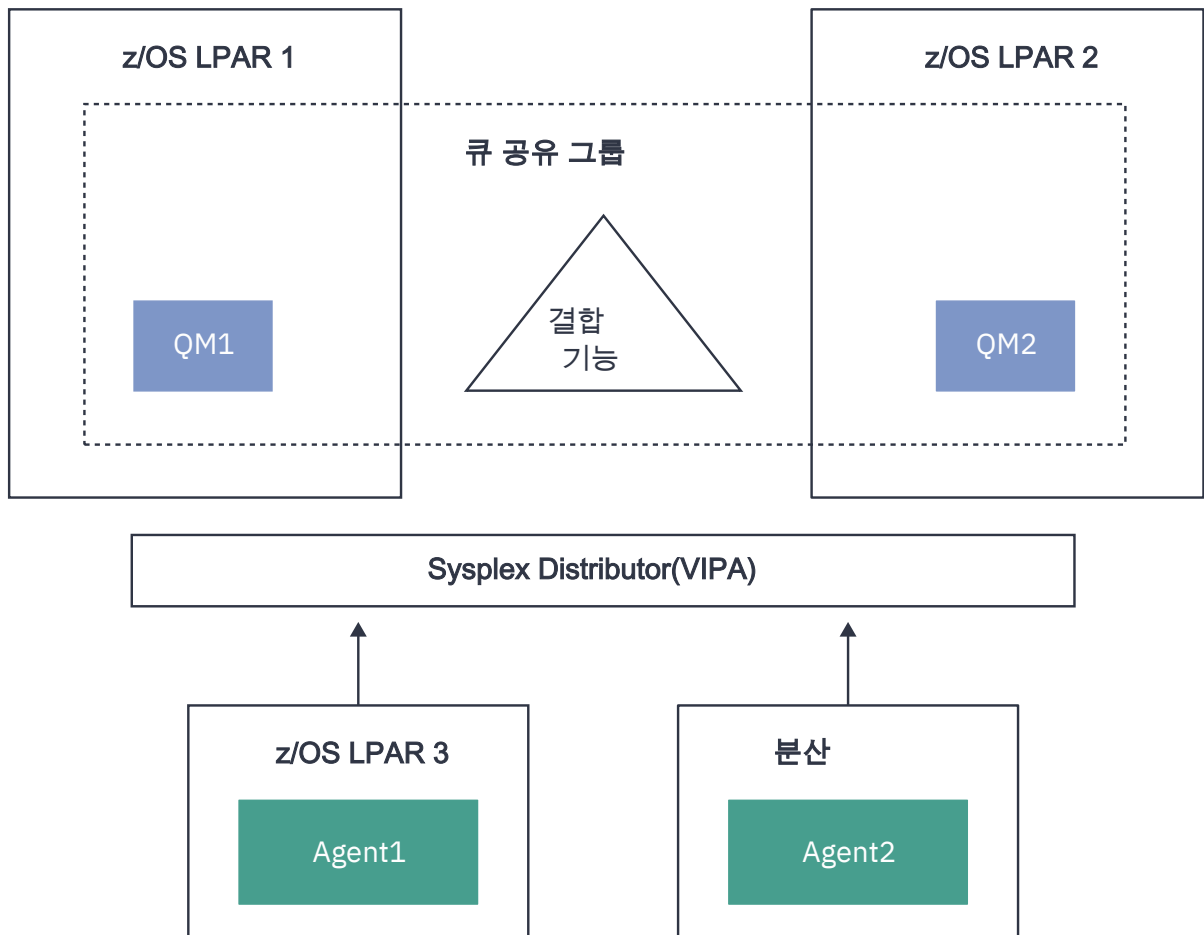 z/OS LPAR 1
z/OS LPAR 2
큐 공유 그룹
결합
기능
QM1
QM2
Sysplex Distributor(VIPA)
z/OS LPAR 3
분산
Agent1
Agent2